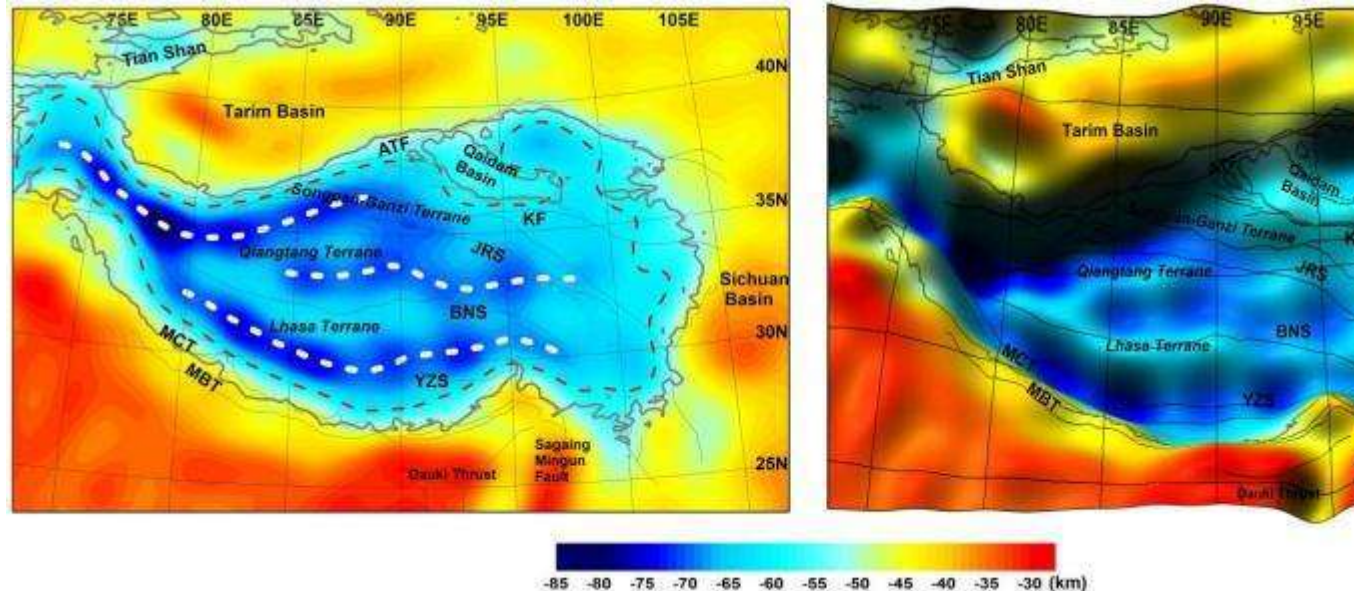 75E 80E 85E 90E 95E 100E 105E
Tian Shan
40N
Tarim Basin
ATF
Qaidam
Basin
Songpan-Ganzi Terrane
35N
KF
Qiangtang Terrane
JRS
Sichuan
Basin
BNS
Lhasa Terrane
30N
MCT
YZS
MBT
Sagaing
Mingun
Fault
25N
Dauki Thrust
75E 80E 85E 90E 95E
Tian Shan
Tarim Basin
Qaidam
Basin
Songpan-Ganzi Terrane
K
Qiangtang Terrane
JRS
BNS
Lhasa Terrane
MCT
YZS
MBT
Dauki Thrust
-85 -80 -75 -70 -65 -60 -55 -50 -45 -40 -35 -30 (km)